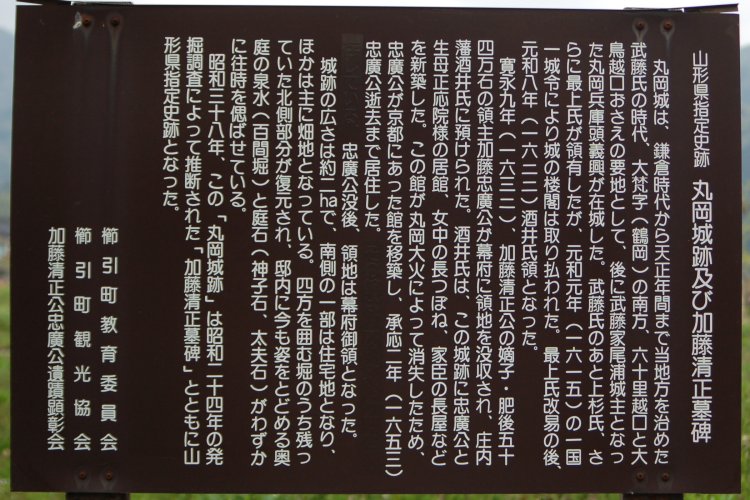 山形県指定史跡 丸岡城跡及び加藤清正墓碑
丸岡城は、鎌倉時代から天正年間まで当地方を治めた
武藤氏の時代、大梵字（鶴岡）の南方、六十里越口と大
鳥越口おさえの要地として、後に武藤家尾浦城主となっ
た丸岡兵庫頭義興が在城した。武藤氏のあと上杉氏、さ
らに最上氏が領有したが、元和元年（一六一五）の一国
一城令により城の楼閣は取り払われた。最上氏改易の後、
元和八年（一六二二）酒井氏領となった。
寛永九年（一六三二）、加藤清正公の嫡子・肥後五十
四万石の領主加藤忠廣公が幕府に領地を没収され、庄内
藩酒井氏に預けられた。酒井氏は、この城跡に忠廣公と
生母正応院様の居館、女中の長つぼね、家臣の長屋など
を新築した。この館が丸岡大火によって消失したため、
忠廣公が京都にあった館を移築し、承応二年（一六五三）
忠廣公逝去まで居住した。
忠廣公没後、領地は幕府御領となった。
城跡の広さは約二haで、南側の一部は住宅地となり、
ほかは主に畑地となっている。四方を囲む堀のうち残っ
ていた北側部分が復元され、邸内に今も姿をとどめる奥
庭の泉水（百間堀）と庭石（神子石、太夫石）がわずか
に往時を偲ばせている。
昭和三十八年、この「丸岡城跡」は昭和二十四年の発
掘調査によって推断された「加藤清正墓碑」とともに山
形県指定史跡となった。
櫛引町教育委員会
櫛引町観光協会
加藤清正公忠廣公遺蹟顕彰会